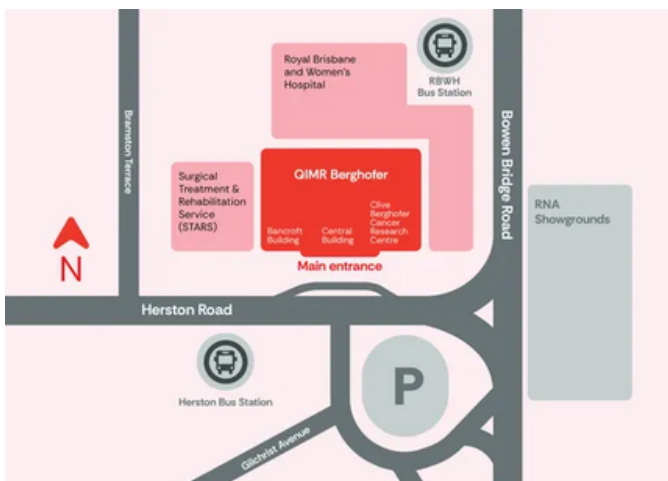 Royal Brisbane
and Women's
Hospital
RBWH
Bus Station
Bramston Terrace
Bowen Bridge Road
Surgical
Treatment &
Rehabilitation
Service
(STARS)
QIMR Berghofer
Bancroft
Building
Central
Building
Clive
Berghofer
Cancer
Research
Centre
Main entrance
RNA
Showgrounds
N
Herston Road
Herston Bus Station
P
Gilchrist Avenue